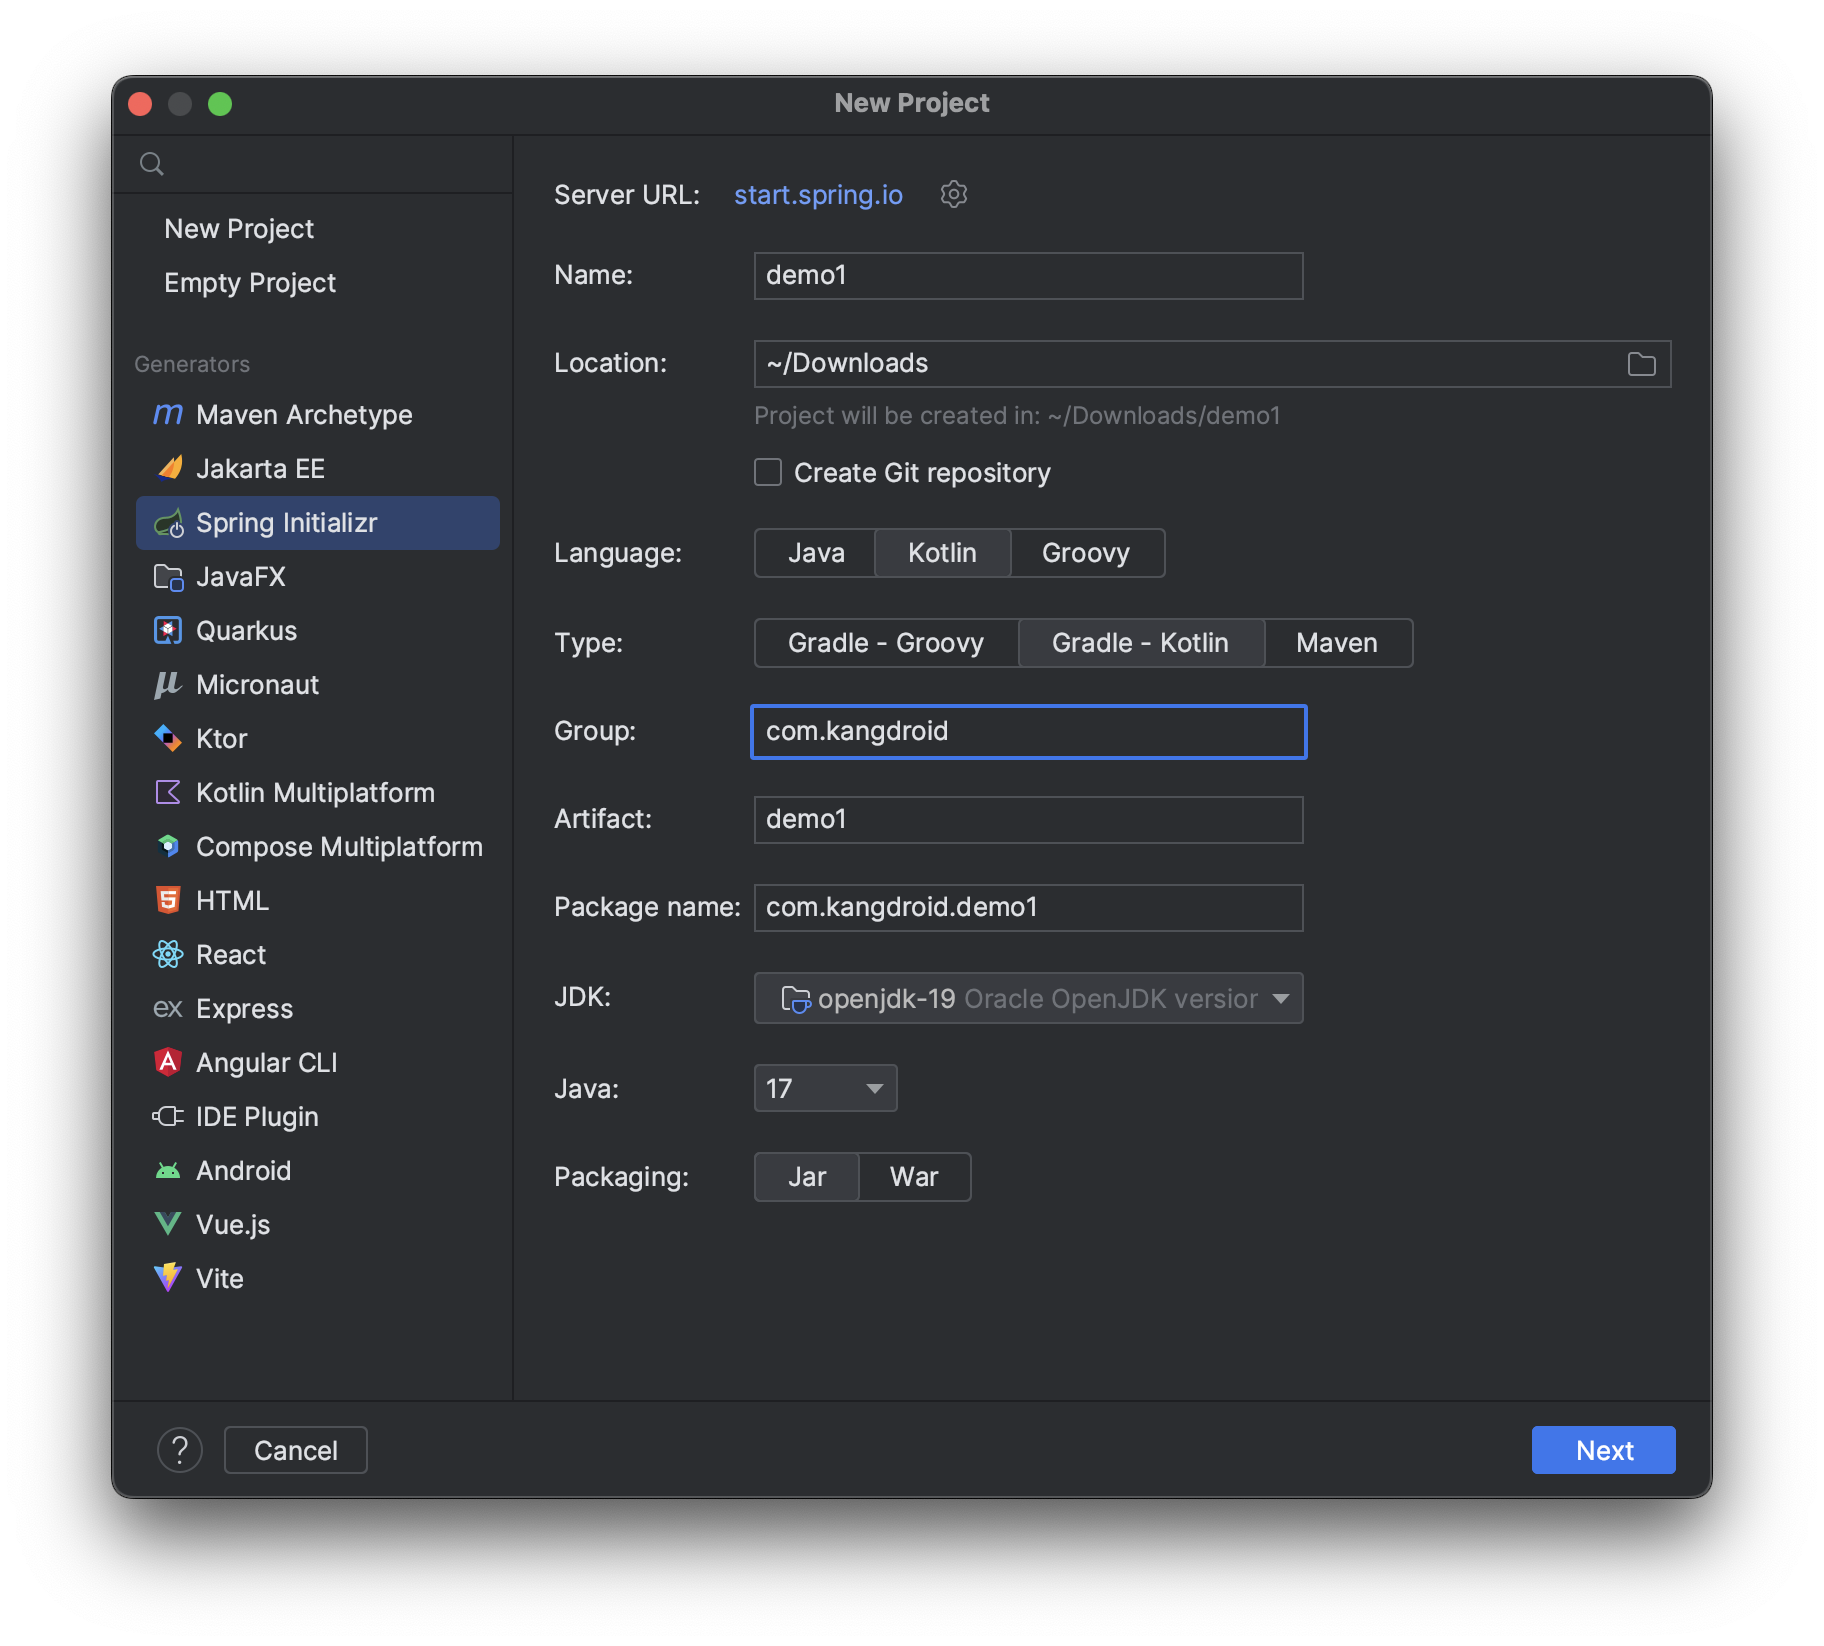 New Project
New Project
Empty Project
Generators
Maven Archetype
Jakarta EE
Spring Initializr
JavaFX
Quarkus
Micronaut
Ktor
Kotlin Multiplatform
Compose Multiplatform
HTML
React
ex Express
Angular CLI
IDE Plugin
Android
Vue.js
Vite
Server URL: start.spring.io
Name: demo1
Location: ~/Downloads
Project will be created in: ~/Downloads/demo1
Create Git repository
Language: Java Kotlin Groovy
Type: Gradle - Groovy Gradle - Kotlin Maven
Group: com.kangdroid
Artifact: demo1
Package name: com.kangdroid.demo1
JDK: openjdk-19 Oracle OpenJDK version
Java: 17
Packaging: Jar War
? Cancel Next